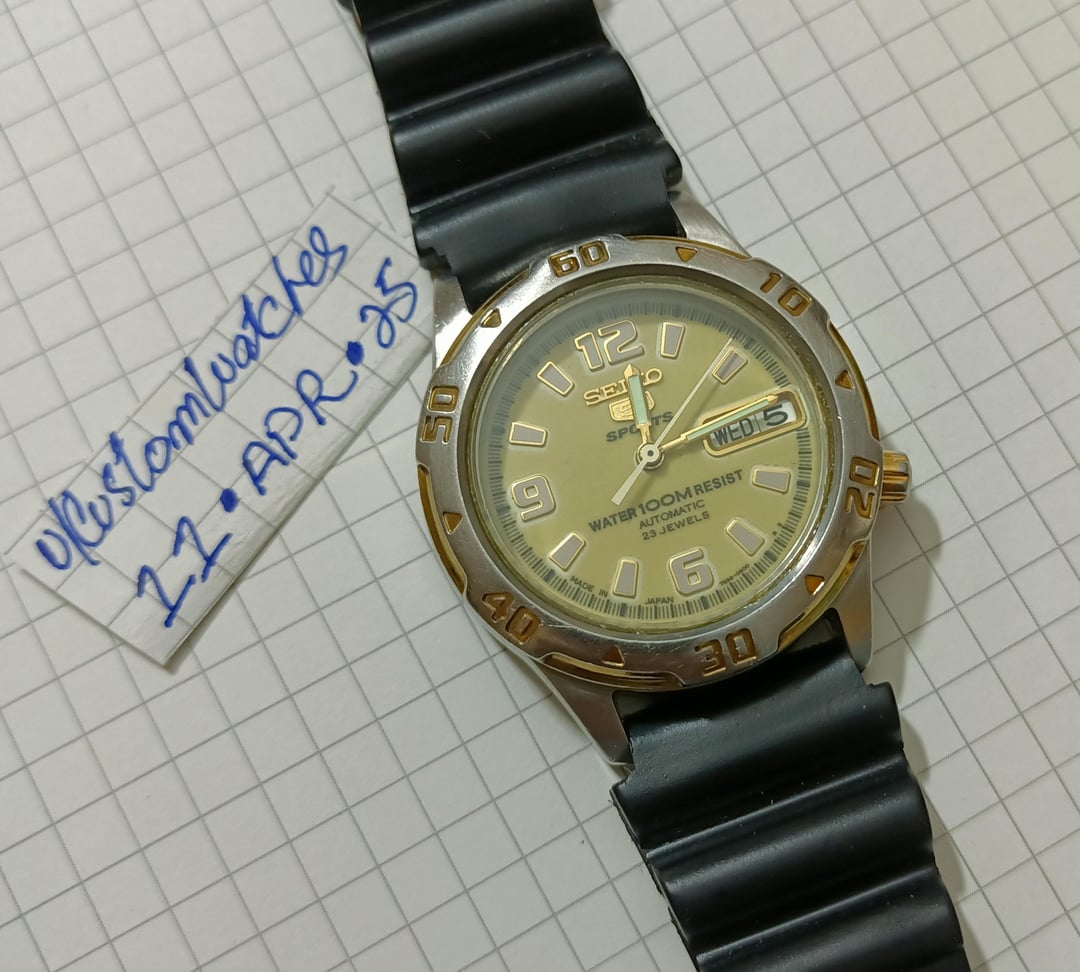 u/CustomWatches
11•APR•25
60
10
20
30
40
50
12
SEIKO
5
SPORTS
WED 5
9
WATER 100M RESIST
AUTOMATIC
23 JEWELS
6
MADE IN JAPAN